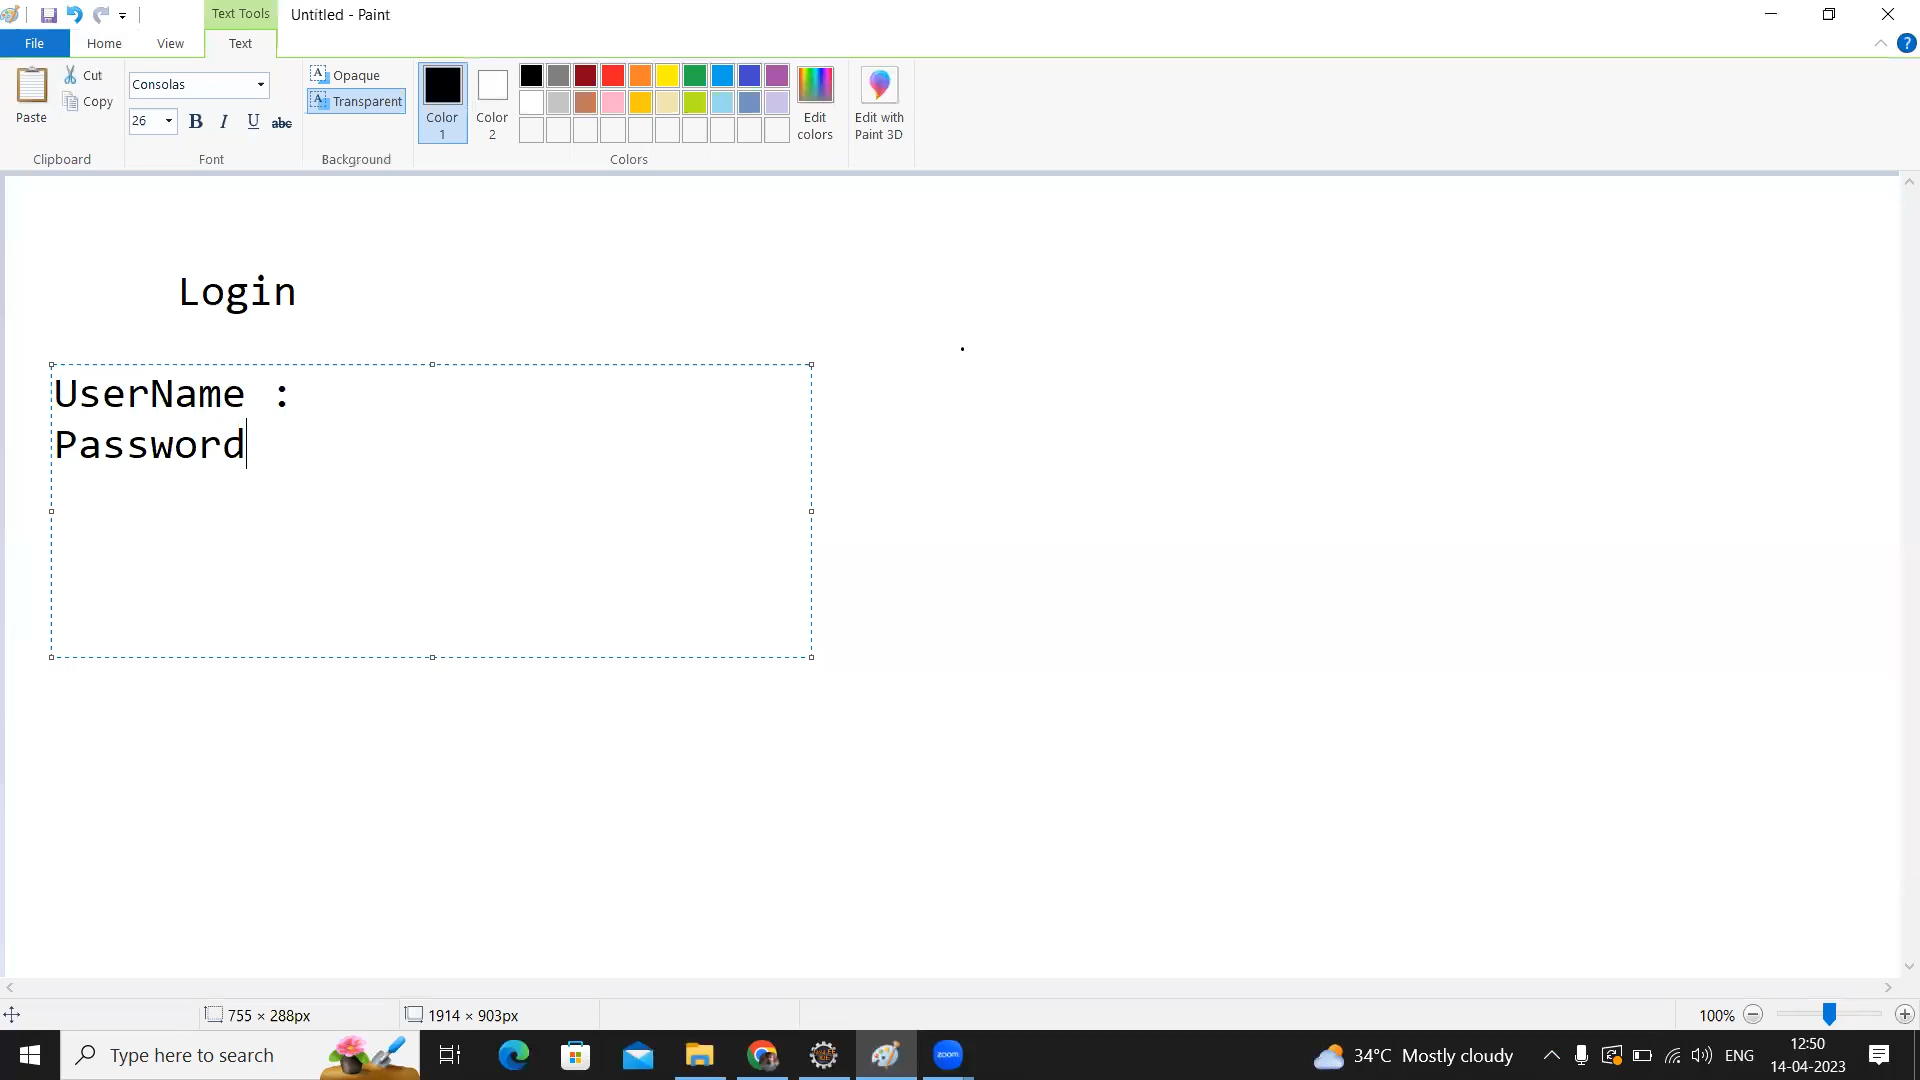 Text Tools
Untitled - Paint
File
Home
View
Text
Paste
Cut
Copy
Clipboard
Consolas
26
B
I
U
abc
Font
A Opaque
A Transparent
Background
Color
1
Color
2
Colors
Edit
colors
Edit with
Paint 3D
?
Login
UserName :
Password
755 × 288px
1914 × 903px
100%
Type here to search
zoom
34°C Mostly cloudy
ENG
12:50
14-04-2023